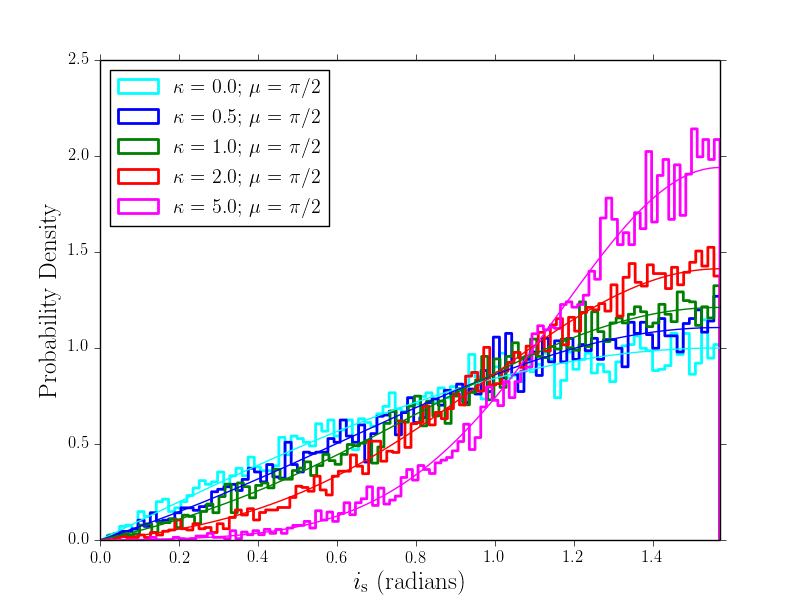 2.5
2.0
1.5
1.0
0.5
0.0
Probability Density
κ = 0.0; μ = π/2
κ = 0.5; μ = π/2
κ = 1.0; μ = π/2
κ = 2.0; μ = π/2
κ = 5.0; μ = π/2
0.0 0.2 0.4 0.6 0.8 1.0 1.2 1.4
i_s (radians)